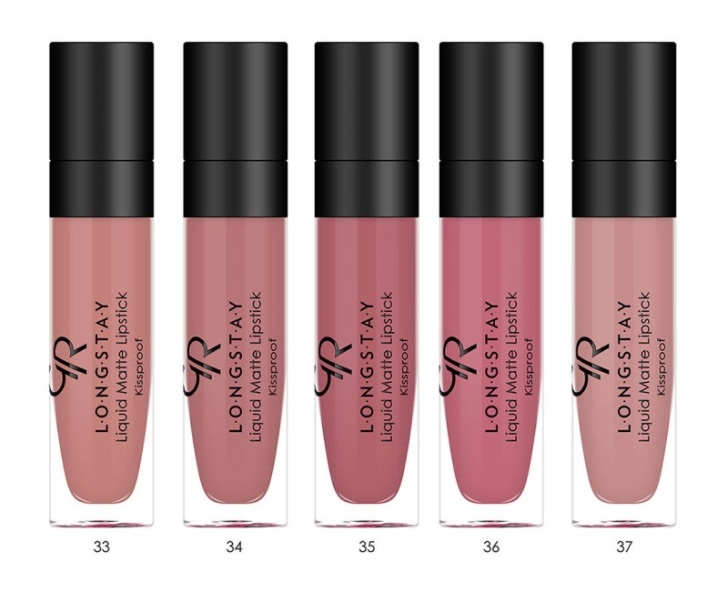 GR
L·O·N·G·S·T·A·Y
Liquid Matte Lipstick
Kissproof
GR
L·O·N·G·S·T·A·Y
Liquid Matte Lipstick
Kissproof
GR
L·O·N·G·S·T·A·Y
Liquid Matte Lipstick
Kissproof
GR
L·O·N·G·S·T·A·Y
Liquid Matte Lipstick
Kissproof
GR
L·O·N·G·S·T·A·Y
Liquid Matte Lipstick
Kissproof
33
34
35
36
37